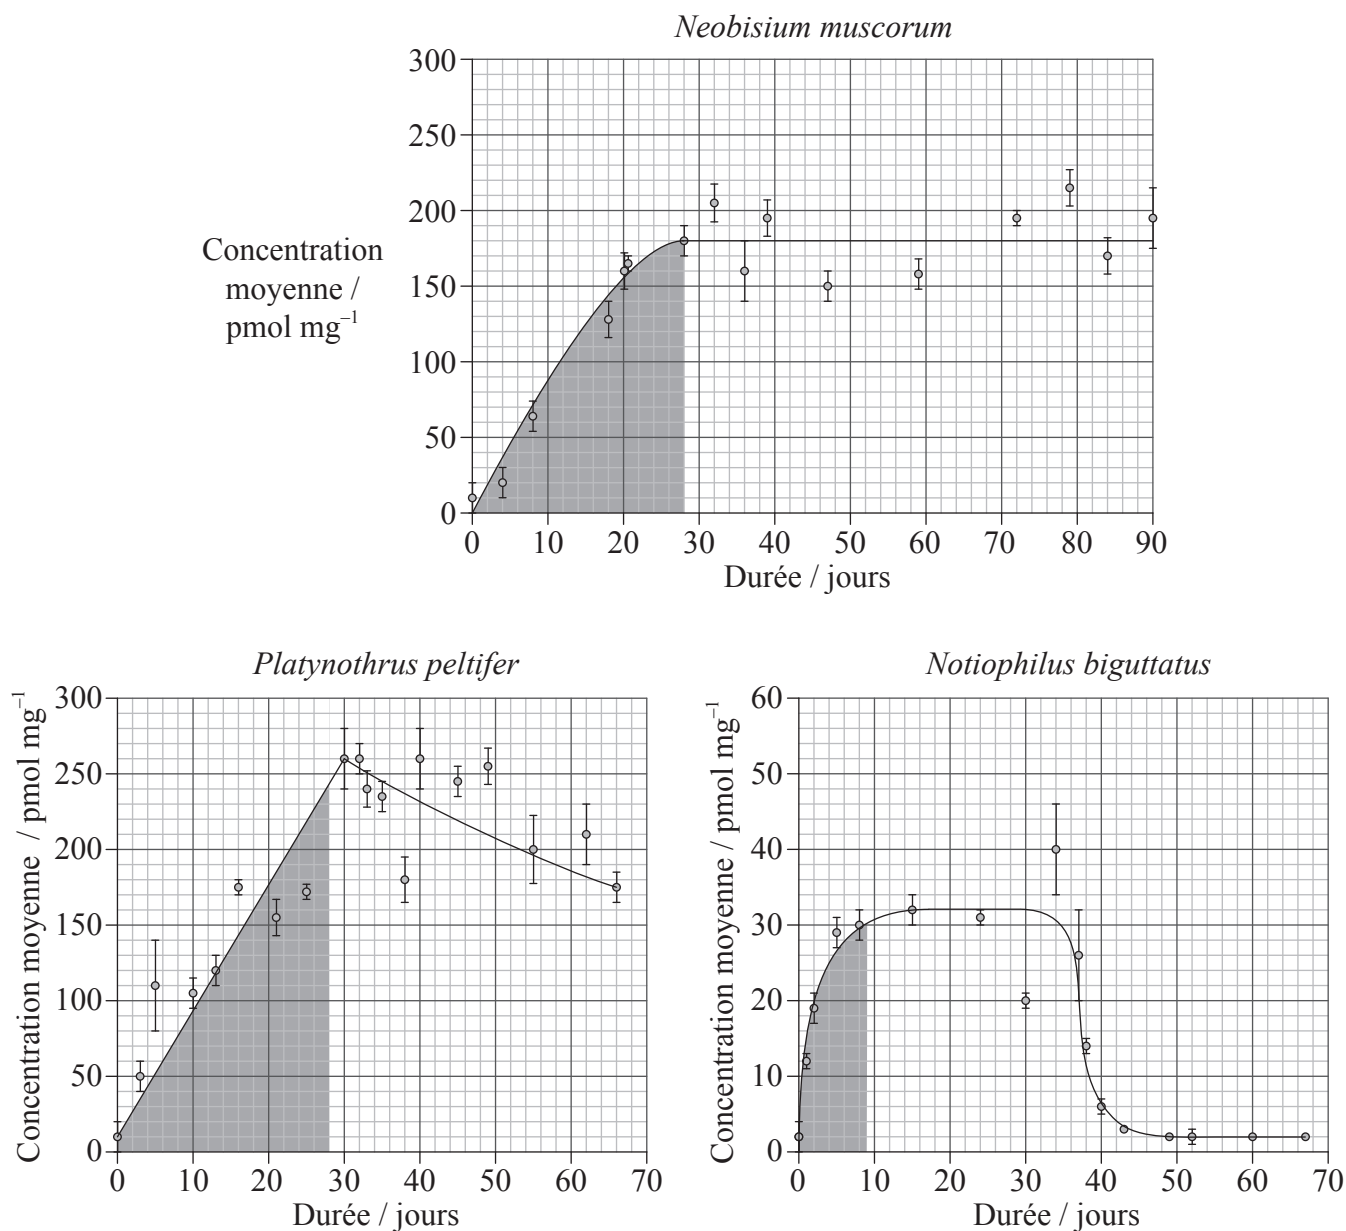 Neobisium muscorum
300
250
200
150
100
50
0
Concentration
moyenne /
pmol mg⁻¹
0 10 20 30 40 50 60 70 80 90
Durée / jours
Platynothrus peltifer
Concentration moyenne / pmol mg⁻¹
300
250
200
150
100
50
0
0 10 20 30 40 50 60 70
Durée / jours
Notiophilus biguttatus
Concentration moyenne / pmol mg⁻¹
60
50
40
30
20
10
0
0 10 20 30 40 50 60 70
Durée / jours